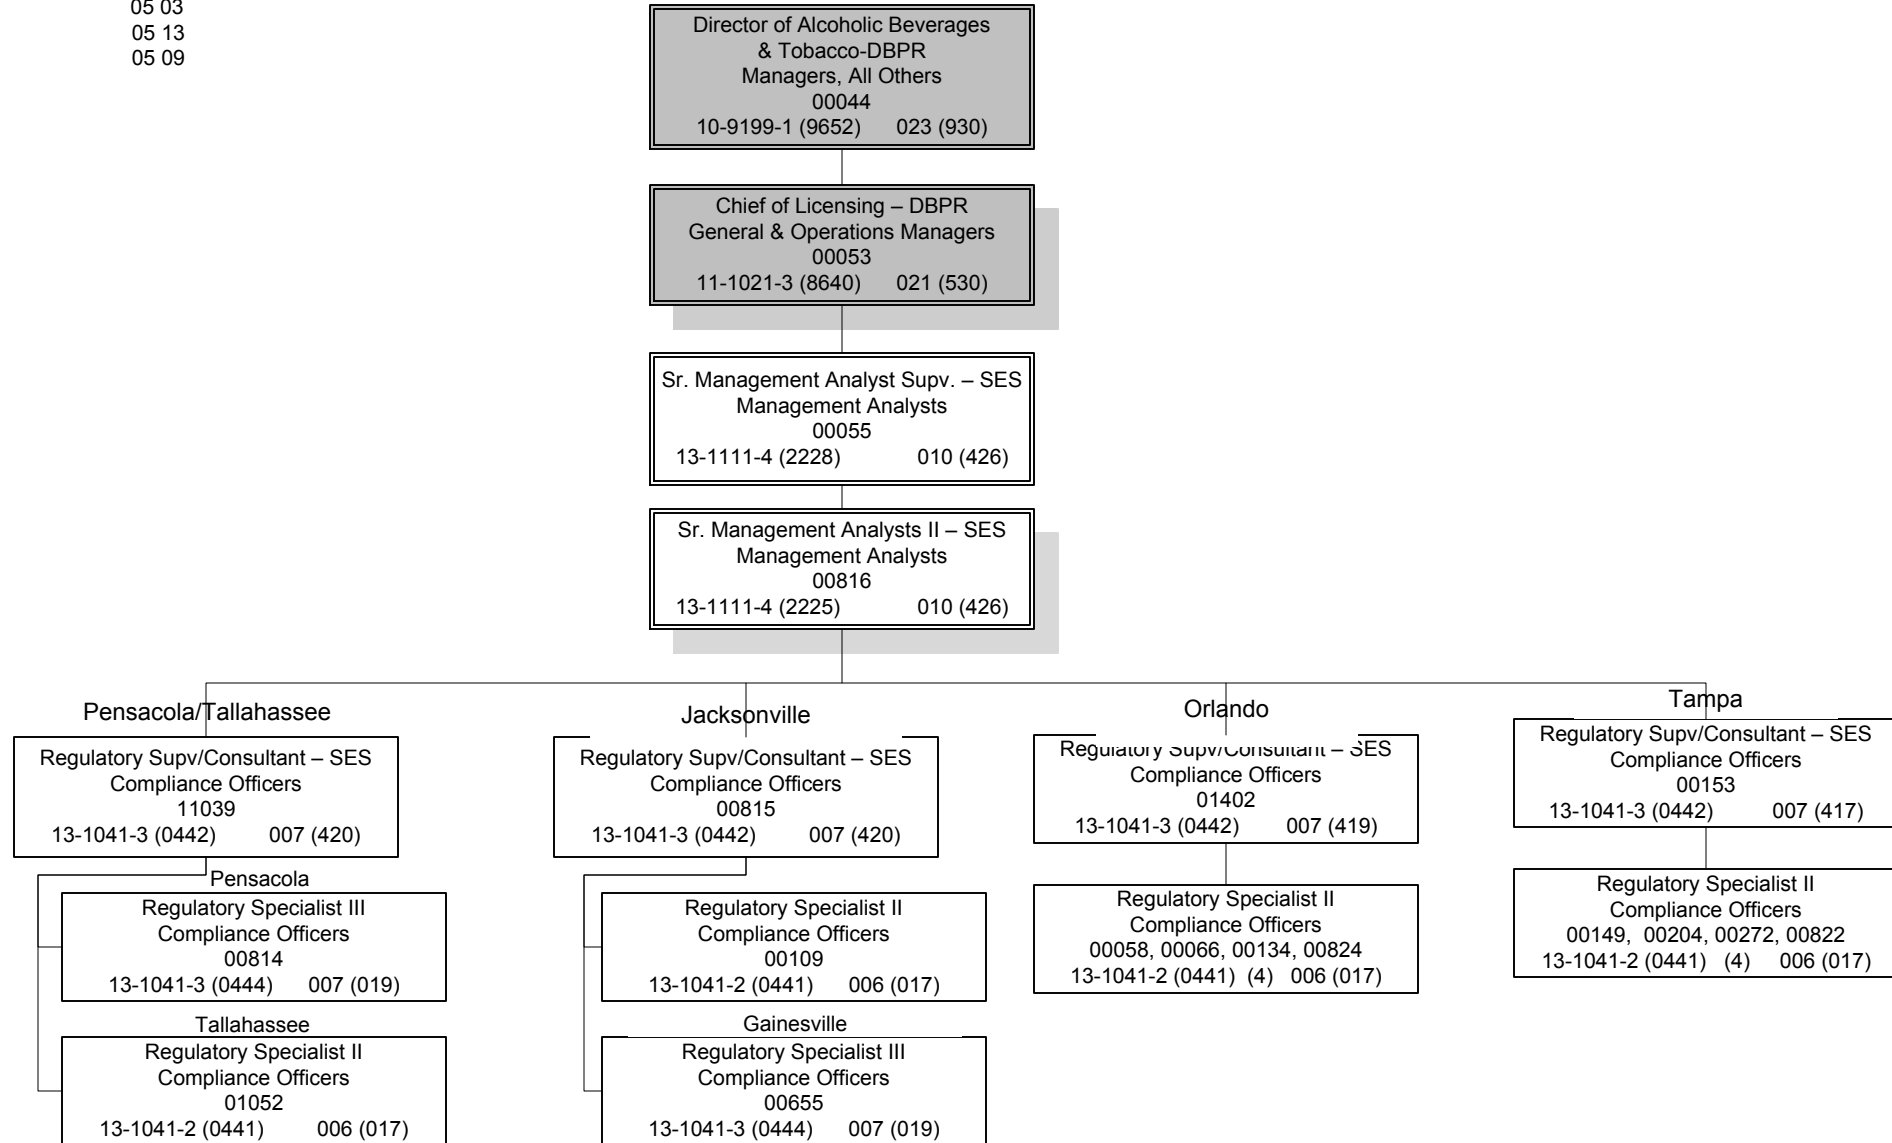 05 03
05 13
05 09
Director of Alcoholic Beverages
& Tobacco-DBPR
Managers, All Others
00044
10-9199-1 (9652) 023 (930)
Chief of Licensing – DBPR
General & Operations Managers
00053
11-1021-3 (8640) 021 (530)
Sr. Management Analyst Supv. – SES
Management Analysts
00055
13-1111-4 (2228) 010 (426)
Sr. Management Analysts II – SES
Management Analysts
00816
13-1111-4 (2225) 010 (426)
Pensacola/Tallahassee
Regulatory Supv/Consultant – SES
Compliance Officers
11039
13-1041-3 (0442) 007 (420)
Pensacola
Regulatory Specialist III
Compliance Officers
00814
13-1041-3 (0444) 007 (019)
Tallahassee
Regulatory Specialist II
Compliance Officers
01052
13-1041-2 (0441) 006 (017)
Jacksonville
Regulatory Supv/Consultant – SES
Compliance Officers
00815
13-1041-3 (0442) 007 (420)
Regulatory Specialist II
Compliance Officers
00109
13-1041-2 (0441) 006 (017)
Gainesville
Regulatory Specialist III
Compliance Officers
00655
13-1041-3 (0444) 007 (019)
Orlando
Regulatory Supv/Consultant – SES
Compliance Officers
01402
13-1041-3 (0442) 007 (419)
Regulatory Specialist II
Compliance Officers
00058, 00066, 00134, 00824
13-1041-2 (0441) (4) 006 (017)
Tampa
Regulatory Supv/Consultant – SES
Compliance Officers
00153
13-1041-3 (0442) 007 (417)
Regulatory Specialist II
Compliance Officers
00149, 00204, 00272, 00822
13-1041-2 (0441) (4) 006 (017)